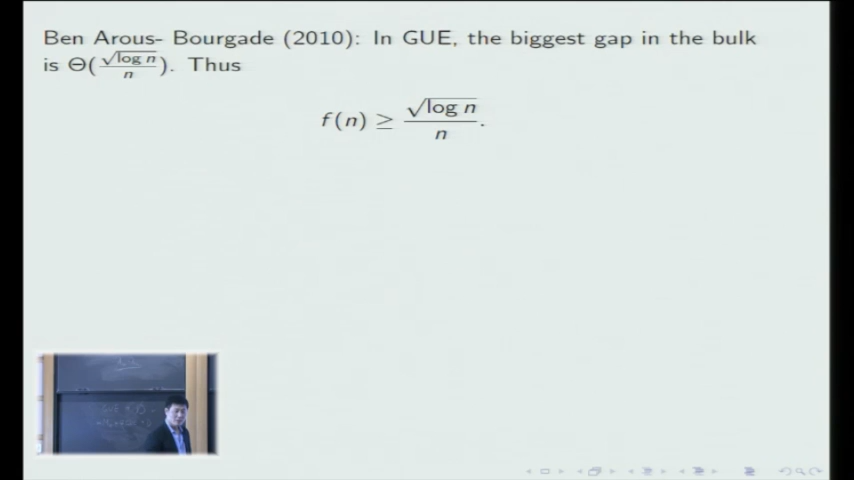 Ben Arous- Bourgade (2010): In GUE, the biggest gap in the bulk
is Θ(√log n / n). Thus
f(n) ≥ √log n / n.